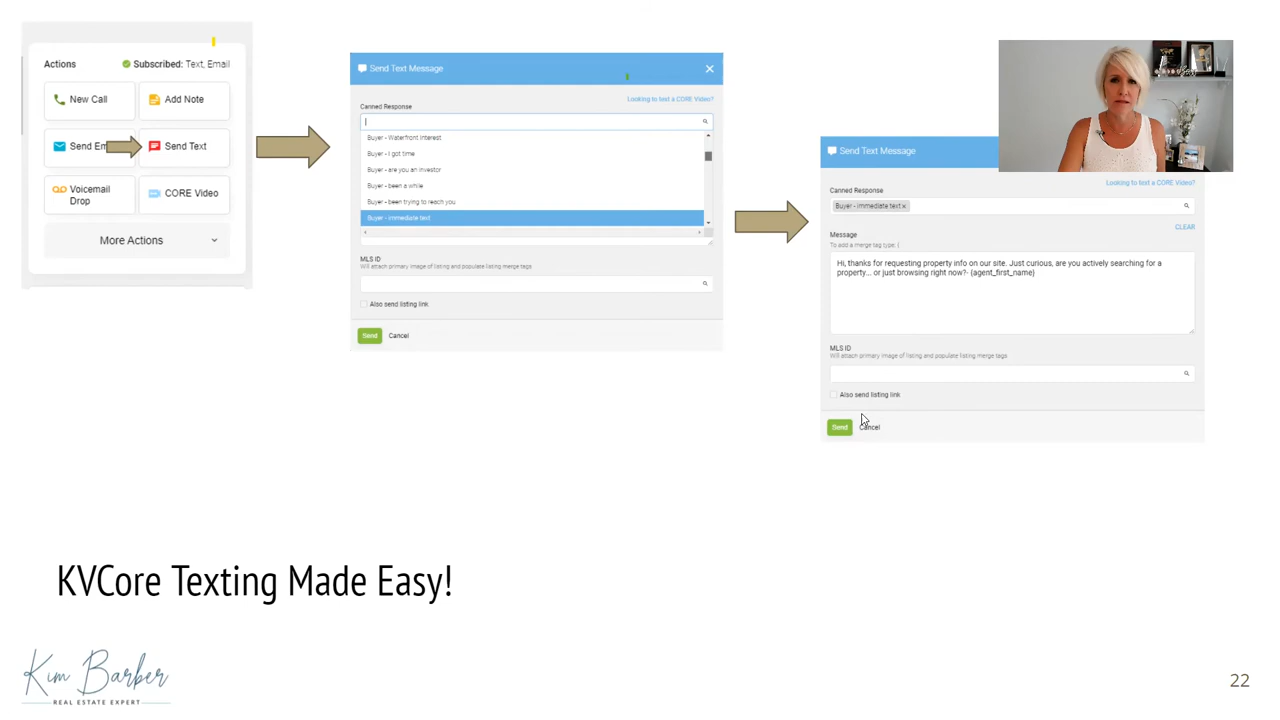 Actions
Subscribed: Text, Email
New Call
Add Note
Send Em
Send Text
Voicemail
Drop
CORE Video
More Actions
Send Text Message
Looking to text a CORE Video?
Canned Response
Buyer - Waterfront Interest
Buyer - I got time
Buyer - are you an investor
Buyer - been a while
Buyer - been trying to reach you
Buyer - immediate text
MLS ID
Will attach primary image of listing and populate listing merge tags
Also send listing link
Send Cancel
Send Text Message
Looking to text a CORE Video?
Canned Response
Buyer - immediate text x
CLEAR
Message
To add a merge tag type: {
Hi, thanks for requesting property info on our site. Just curious, are you actively searching for a
property... or just browsing right now?- {agent_first_name}
MLS ID
Will attach primary image of listing and populate listing merge tags
Also send listing link
Send Cancel
KVCore Texting Made Easy!
Kim Barber
REAL ESTATE EXPERT
22